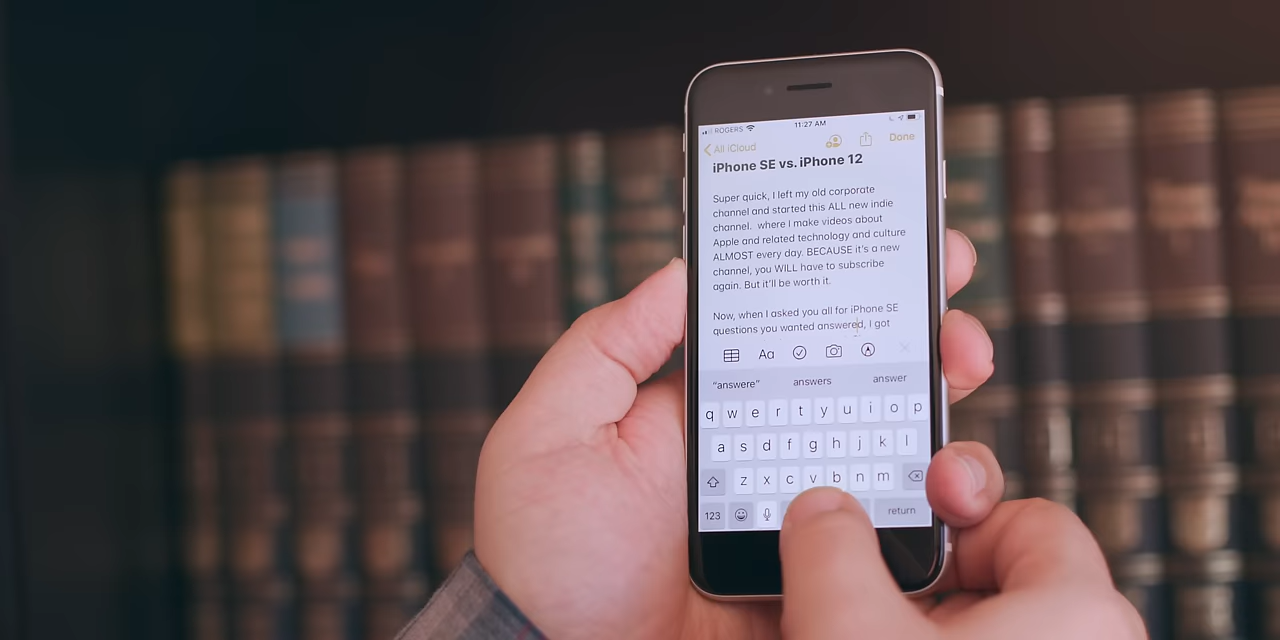 ROGERS 11:27 AM
All iCloud Done
iPhone SE vs. iPhone 12
Super quick, I left my old corporate
channel and started this ALL new indie
channel.  where I make videos about
Apple and related technology and culture
ALMOST every day. BECAUSE it's a new
channel, you WILL have to subscribe
again. But it'll be worth it.
Now, when I asked you all for iPhone SE
questions you wanted answered, I got
Aa
"answere" answers answer
q w e r t y u i o p
a s d f g h j k l
z x c v b n m
123 return